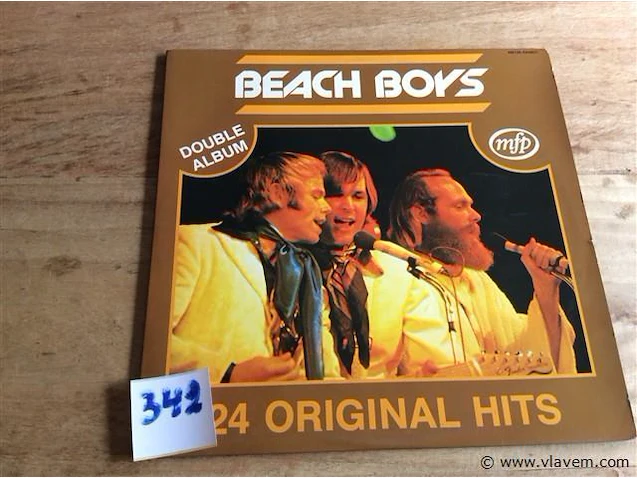 BEACH BOYS
DOUBLE
ALBUM
mfp
24 ORIGINAL HITS
342
© www.vlavem.com